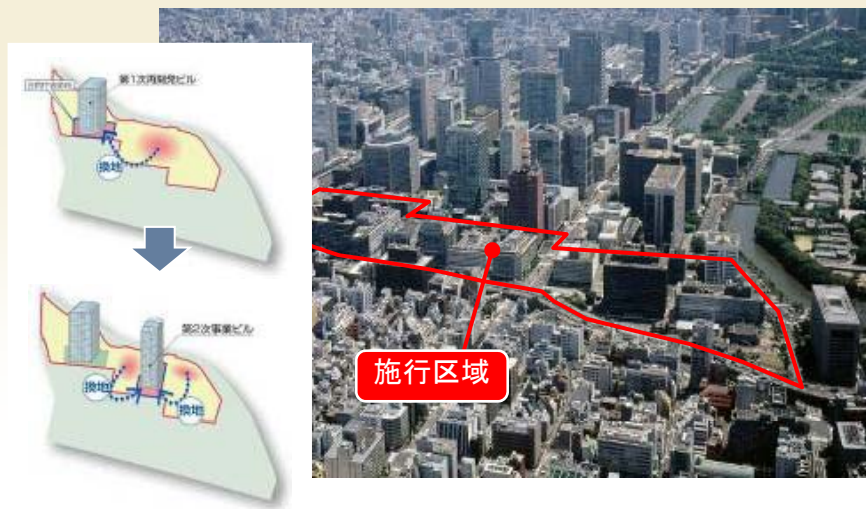 第1次再開発ビル
換地
第2次事業ビル
換地
換地
施行区域